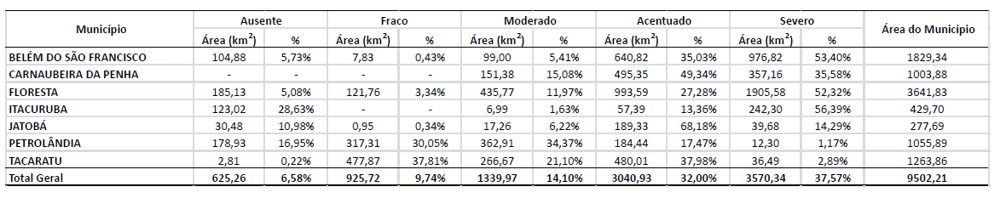 Município Ausente Fraco Moderado Acentuado Severo Área do Município
Área (km²) % Área (km²) % Área (km²) % Área (km²) % Área (km²) %
BELÉM DO SÃO FRANCISCO 104,88 5,73% 7,83 0,43% 99,00 5,41% 640,82 35,03% 976,82 53,40% 1829,34
CARNAUBEIRA DA PENHA - - - - 151,38 15,08% 495,35 49,34% 357,16 35,58% 1003,88
FLORESTA 185,13 5,08% 121,76 3,34% 435,77 11,97% 993,59 27,28% 1905,58 52,32% 3641,83
ITACURUBA 123,02 28,63% - - 6,99 1,63% 57,39 13,36% 242,30 56,39% 429,70
JATOBÁ 30,48 10,98% 0,95 0,34% 17,26 6,22% 189,33 68,18% 39,68 14,29% 277,69
PETROLÂNDIA 178,93 16,95% 317,31 30,05% 362,91 34,37% 184,44 17,47% 12,30 1,17% 1055,89
TACARATU 2,81 0,22% 477,87 37,81% 266,67 21,10% 480,01 37,98% 36,49 2,89% 1263,86
Total Geral 625,26 6,58% 925,72 9,74% 1339,97 14,10% 3040,93 32,00% 3570,34 37,57% 9502,21